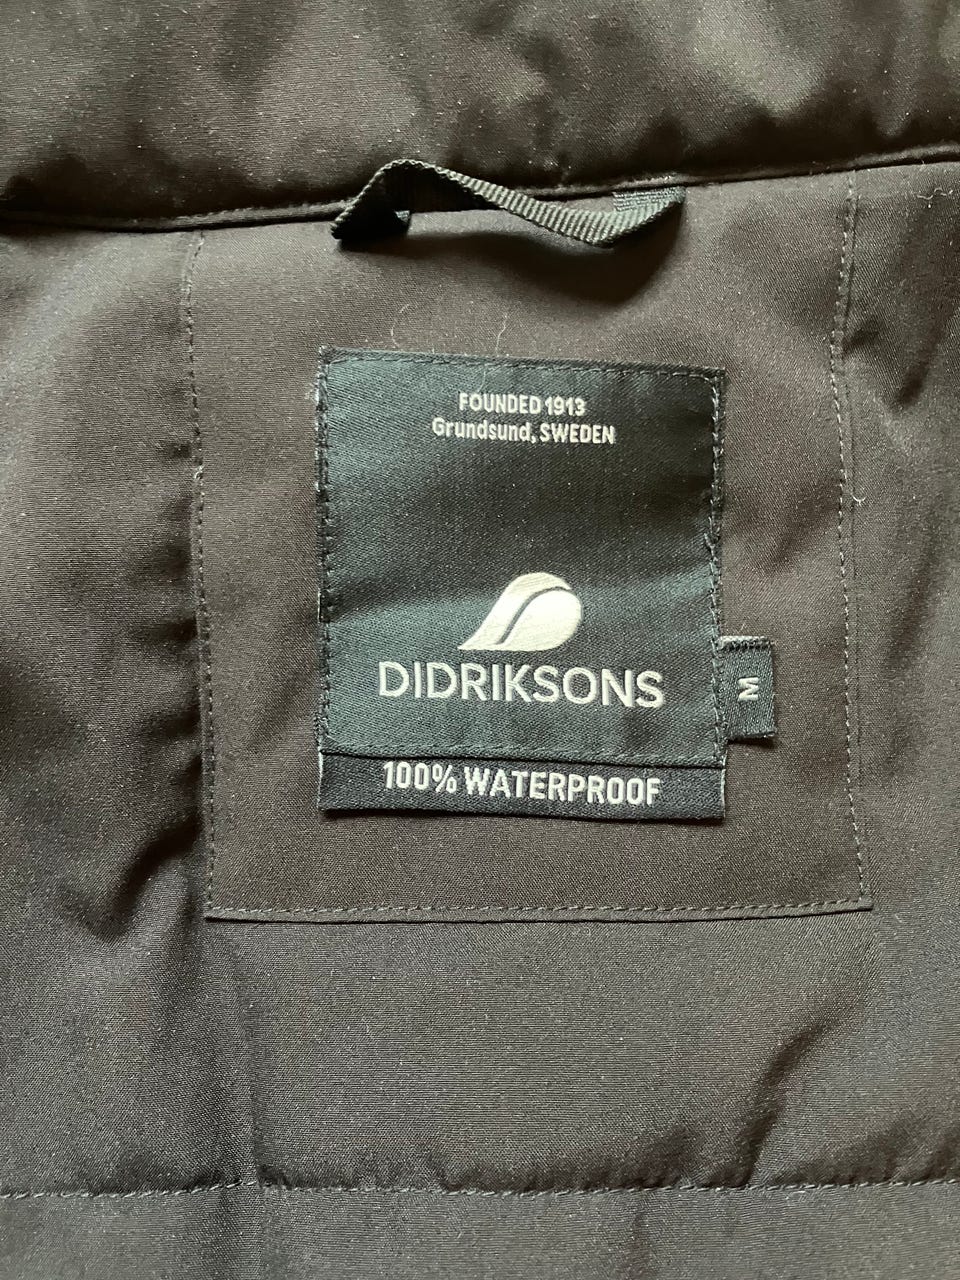 FOUNDED 1913
Grundsund, SWEDEN
DIDRIKSONS
M
100% WATERPROOF